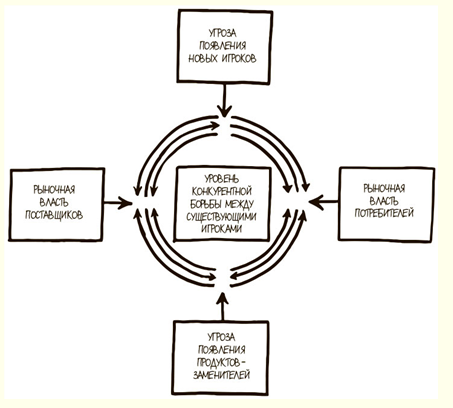 УГРОЗА
ПОЯВЛЕНИЯ
НОВЫХ ИГРОКОВ
РЫНОЧНАЯ
ВЛАСТЬ
ПОСТАВЩИКОВ
УРОВЕНЬ
КОНКУРЕНТНОЙ
БОРЬБЫ МЕЖДУ
СУЩЕСТВУЮЩИМИ
ИГРОКАМИ
РЫНОЧНАЯ
ВЛАСТЬ
ПОТРЕБИТЕЛЕЙ
УГРОЗА
ПОЯВЛЕНИЯ
ПРОДУКТОВ-
ЗАМЕНИТЕЛЕЙ